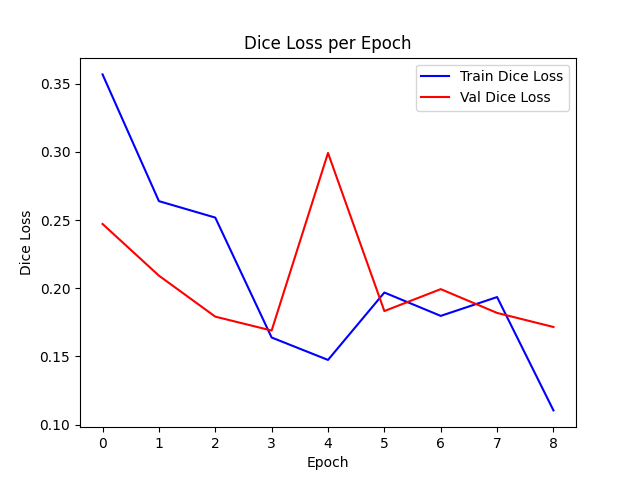 Dice Loss per Epoch
Train Dice Loss
Val Dice Loss
Dice Loss
0.35
0.30
0.25
0.20
0.15
0.10
0 1 2 3 4 5 6 7 8
Epoch